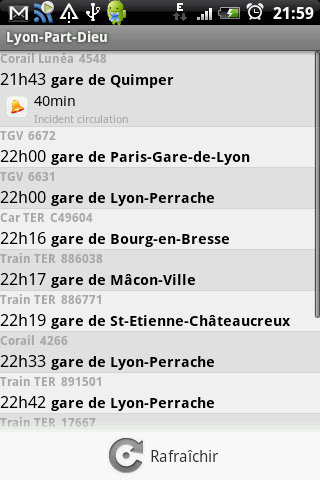 E 21:59
Lyon-Part-Dieu
Corail Lunéa 4548
21h43 gare de Quimper
40min
Incident circulation
TGV 6672
22h00 gare de Paris-Gare-de-Lyon
TGV 6631
22h00 gare de Lyon-Perrache
Car TER C49604
22h16 gare de Bourg-en-Bresse
Train TER 886038
22h17 gare de Mâcon-Ville
Train TER 886771
22h19 gare de St-Etienne-Châteaucreux
Corail 4266
22h33 gare de Lyon-Perrache
Train TER 891501
22h42 gare de Lyon-Perrache
Train TER 17667
Rafraîchir